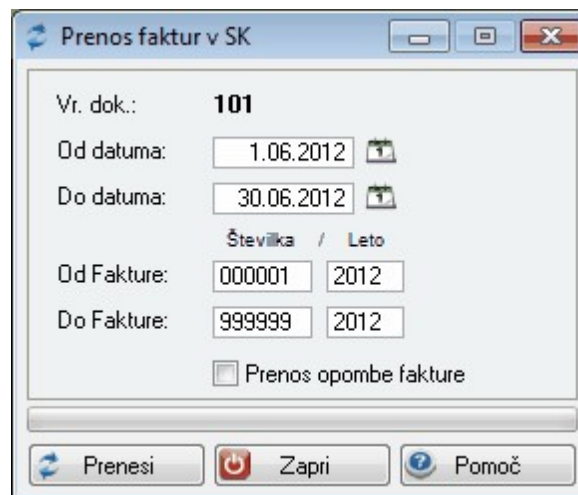 Prenos faktur v SK
Vr. dok.: 101
Od datuma: 1.06.2012
Do datuma: 30.06.2012
Številka / Leto
Od Fakture: 000001 2012
Do Fakture: 999999 2012
Prenos opombe fakture
Prenesi Zapri Pomoč